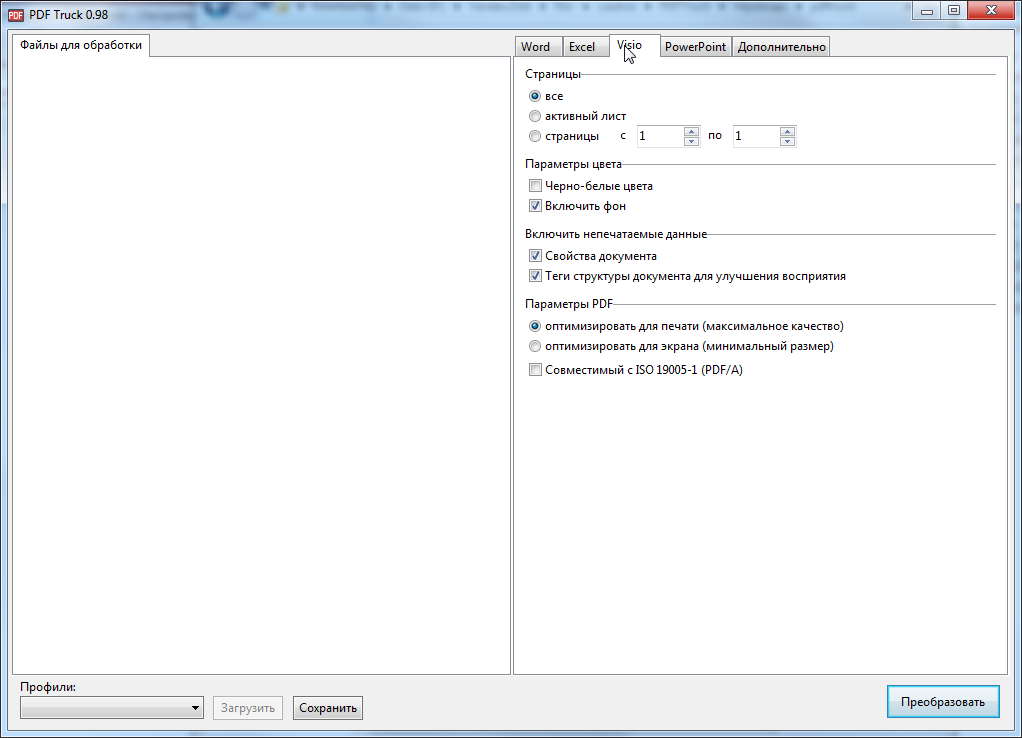 PDF Truck 0.98
Файлы для обработки
Word Excel Visio PowerPoint Дополнительно
Страницы
все
активный лист
страницы с 1 по 1
Параметры цвета
Черно-белые цвета
Включить фон
Включить непечатаемые данные
Свойства документа
Теги структуры документа для улучшения восприятия
Параметры PDF
оптимизировать для печати (максимальное качество)
оптимизировать для экрана (минимальный размер)
Совместимый с ISO 19005-1 (PDF/A)
Профили:
Загрузить Сохранить Преобразовать